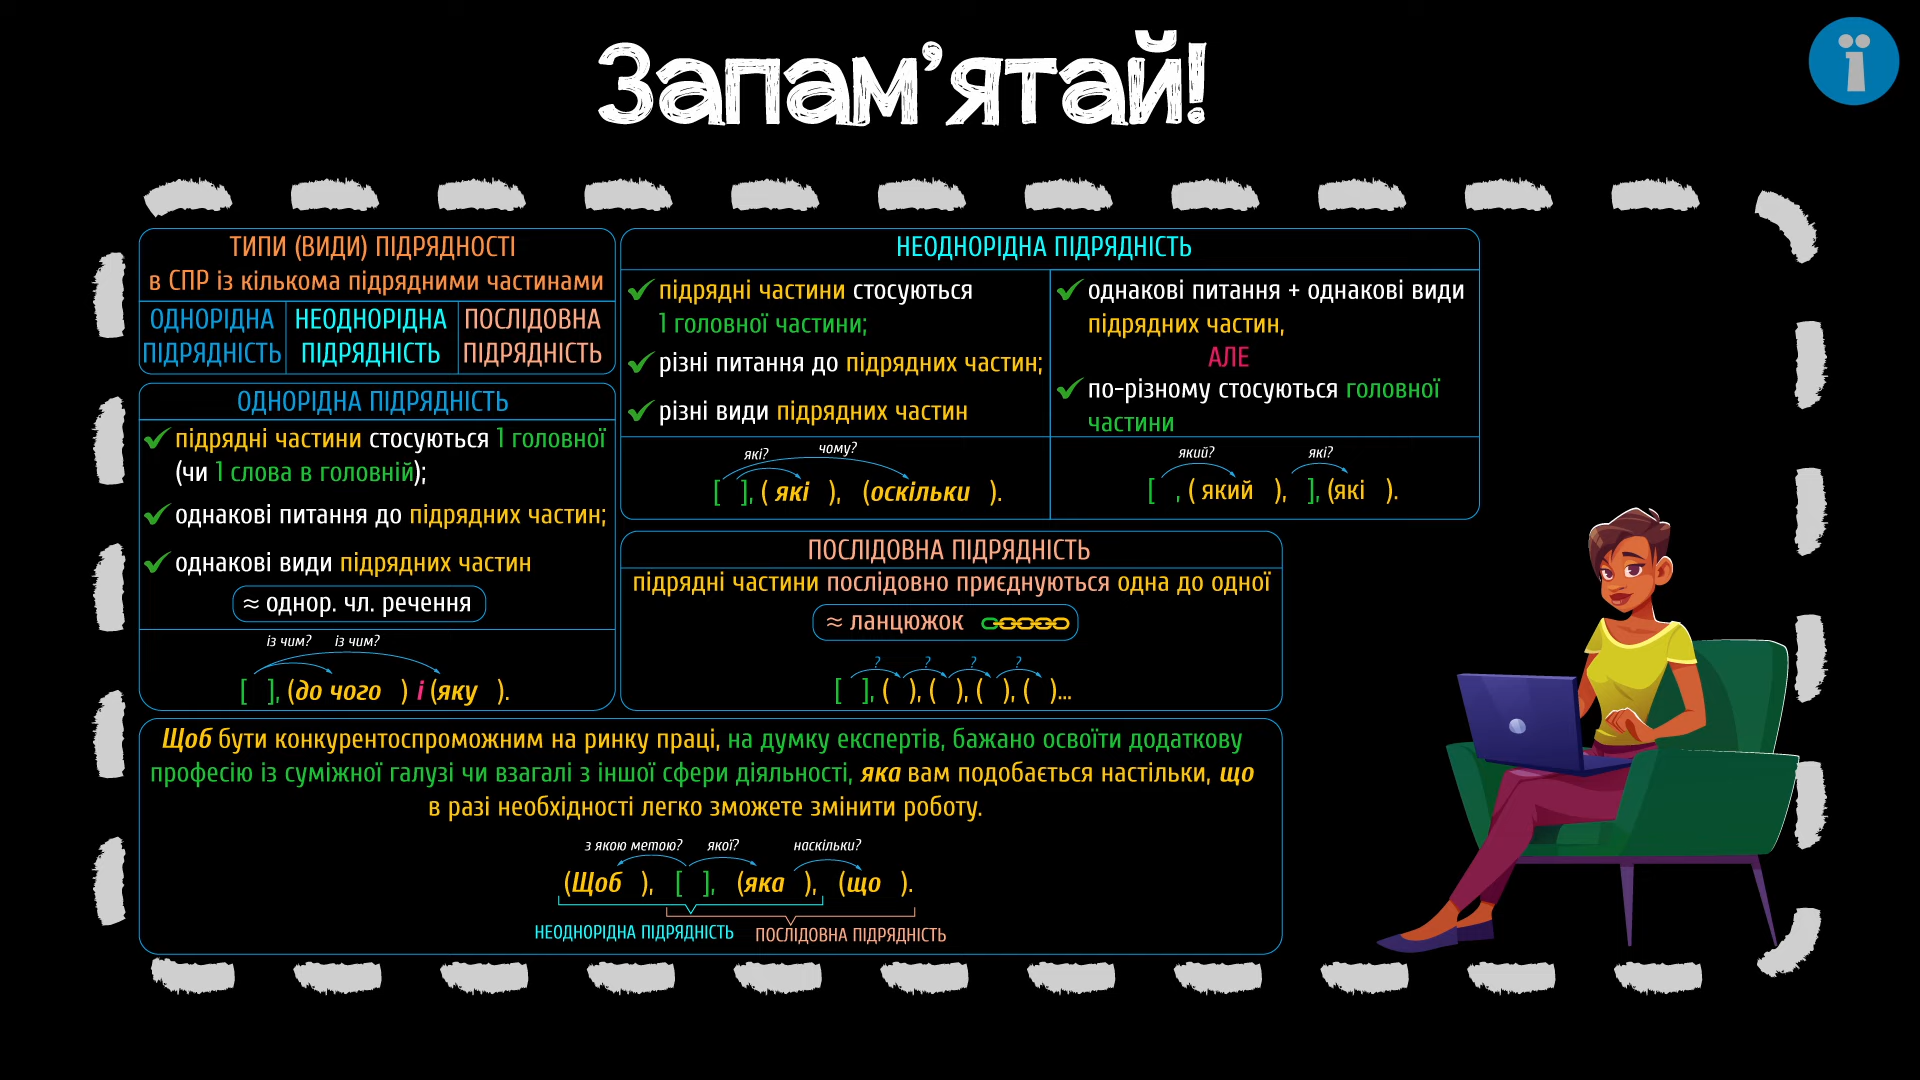 Запам’ятай!
ї
ТИПИ (ВИДИ) ПІДРЯДНОСТІ
в СПР із кількома підрядними частинами
ОДНОРІДНА ПІДРЯДНІСТЬ
НЕОДНОРІДНА ПІДРЯДНІСТЬ
ПОСЛІДОВНА ПІДРЯДНІСТЬ
ОДНОРІДНА ПІДРЯДНІСТЬ
підрядні частини стосуються 1 головної
(чи 1 слова в головній);
однакові питання до підрядних частин;
однакові види підрядних частин
≈ однор. чл. речення
із чим? із чим?
[ ], (до чого ) і (яку ).
НЕОДНОРІДНА ПІДРЯДНІСТЬ
підрядні частини стосуються
1 головної частини;
різні питання до підрядних частин;
різні види підрядних частин
які? чому?
[ ], ( які ), (оскільки ).
однакові питання + однакові види
підрядних частин,
АЛЕ
по-різному стосуються головної
частини
який? які?
[ , ( який ), ], (які ).
ПОСЛІДОВНА ПІДРЯДНІСТЬ
підрядні частини послідовно приєднуються одна до одної
≈ ланцюжок
? ? ? ?
[ ], ( ), ( ), ( ), ( )...
Щоб бути конкурентоспроможним на ринку праці, на думку експертів, бажано освоїти додаткову
професію із суміжної галузі чи взагалі з іншої сфери діяльності, яка вам подобається настільки, що
в разі необхідності легко зможете змінити роботу.
з якою метою? якої? наскільки?
(Щоб ), [ ], (яка ), (що ).
НЕОДНОРІДНА ПІДРЯДНІСТЬ ПОСЛІДОВНА ПІДРЯДНІСТЬ